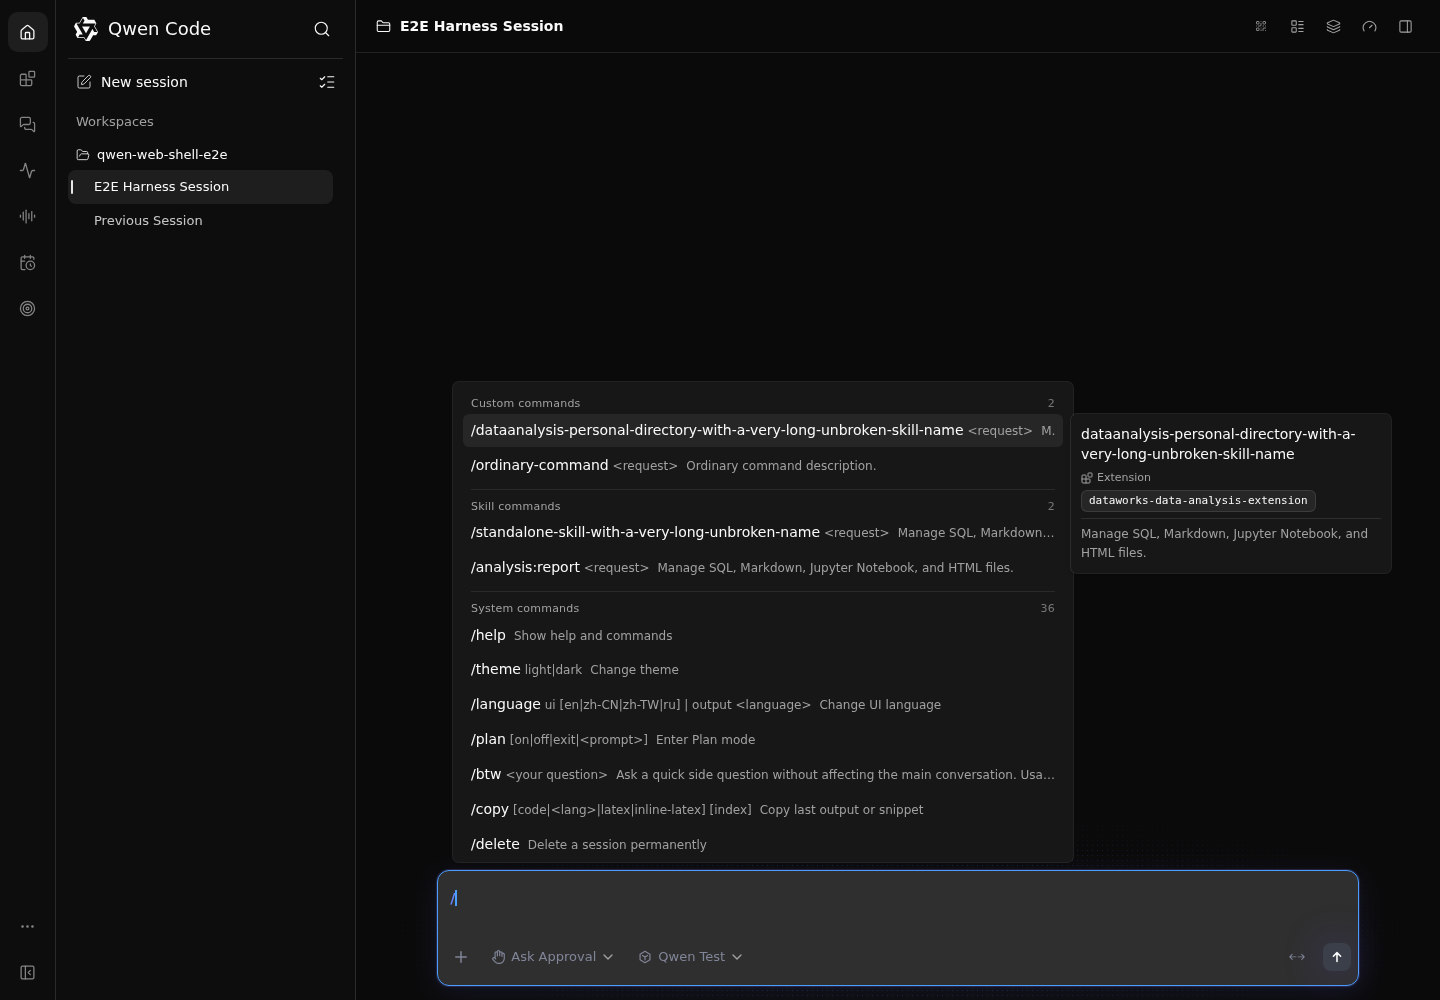 Qwen Code
New session
Workspaces
qwen-web-shell-e2e
E2E Harness Session
Previous Session
E2E Harness Session
Custom commands 2
/dataanalysis-personal-directory-with-a-very-long-unbroken-skill-name <request> M.
/ordinary-command <request> Ordinary command description.
Skill commands 2
/standalone-skill-with-a-very-long-unbroken-name <request> Manage SQL, Markdown…
/analysis:report <request> Manage SQL, Markdown, Jupyter Notebook, and HTML files.
System commands 36
/help Show help and commands
/theme light|dark Change theme
/language ui [en|zh-CN|zh-TW|ru] | output <language> Change UI language
/plan [on|off|exit|<prompt>] Enter Plan mode
/btw <your question> Ask a quick side question without affecting the main conversation. Usa…
/copy [code|<lang>|latex|inline-latex] [index] Copy last output or snippet
/delete Delete a session permanently
dataanalysis-personal-directory-with-a-
very-long-unbroken-skill-name
Extension
dataworks-data-analysis-extension
Manage SQL, Markdown, Jupyter Notebook, and
HTML files.
/
Ask Approval
Qwen Test